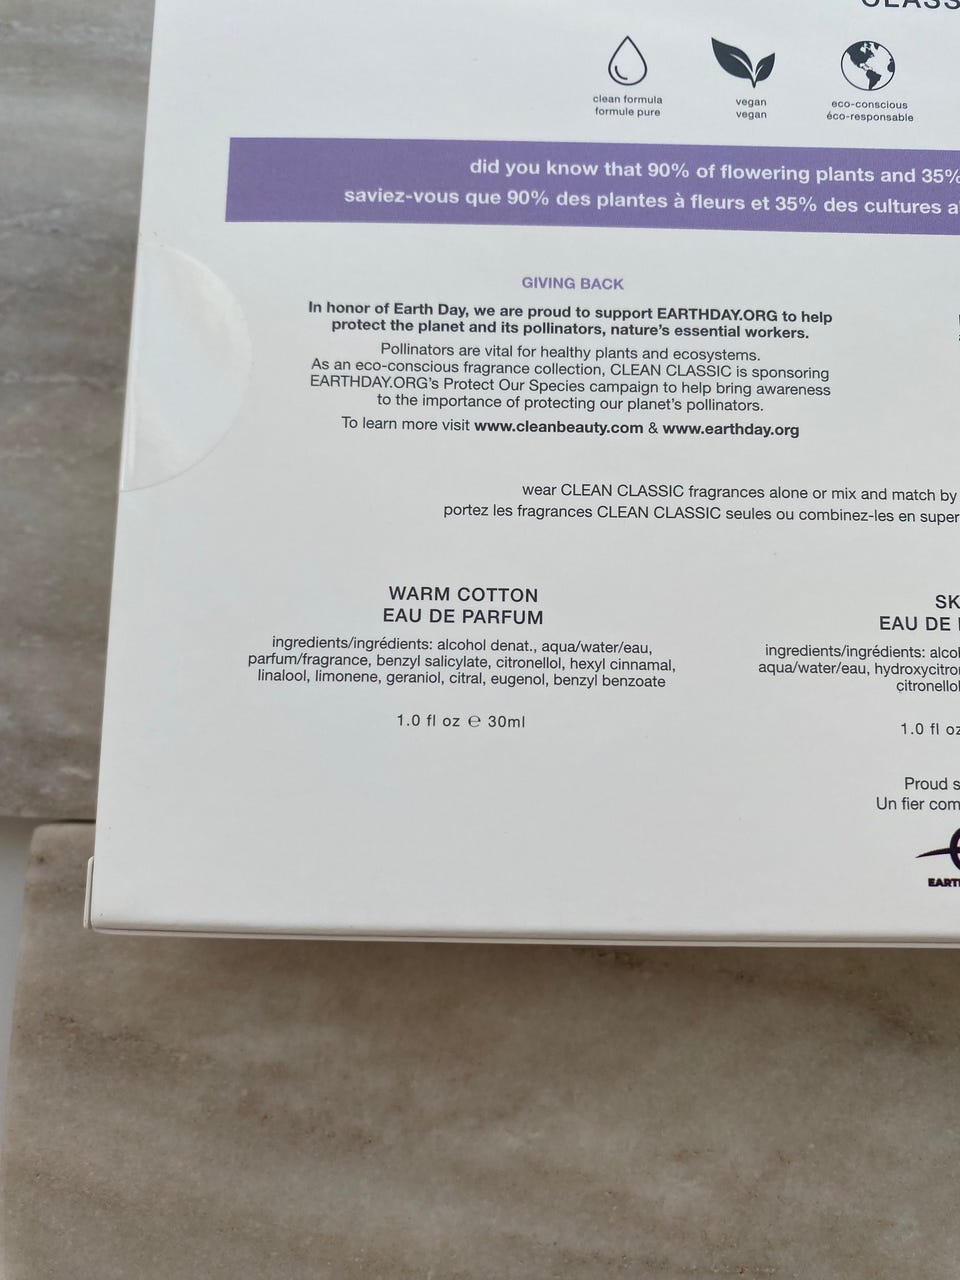 clean formula
formule pure
vegan
vegan
eco-conscious
éco-responsable
did you know that 90% of flowering plants and 35%
saviez-vous que 90% des plantes à fleurs et 35% des cultures
GIVING BACK
In honor of Earth Day, we are proud to support EARTHDAY.ORG to help
protect the planet and its pollinators, nature's essential workers.
Pollinators are vital for healthy plants and ecosystems.
As an eco-conscious fragrance collection, CLEAN CLASSIC is sponsoring
EARTHDAY.ORG's Protect Our Species campaign to help bring awareness
to the importance of protecting our planet's pollinators.
To learn more visit www.cleanbeauty.com & www.earthday.org
wear CLEAN CLASSIC fragrances alone or mix and match by
portez les fragrances CLEAN CLASSIC seules ou combinez-les en
WARM COTTON
EAU DE PARFUM
ingredients/ingrédients: alcohol denat., aqua/water/eau,
parfum/fragrance, benzyl salicylate, citronellol, hexyl cinnamal,
linalool, limonene, geraniol, citral, eugenol, benzyl benzoate
1.0 fl oz ℮ 30ml
EAU DE
ingredients/ingrédients:
aqua/water/eau,
1.0 fl oz
Proud
Un fier